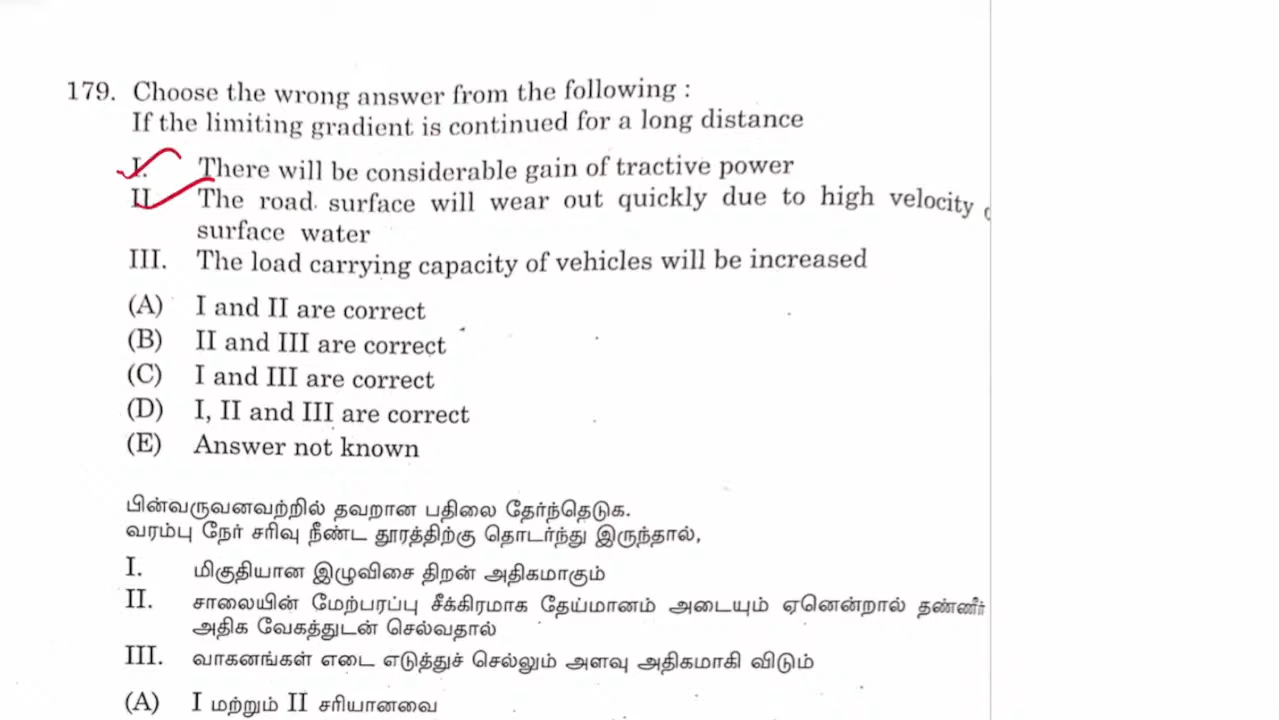 179. Choose the wrong answer from the following :
If the limiting gradient is continued for a long distance
I. There will be considerable gain of tractive power
II. The road surface will wear out quickly due to high velocity
surface water
III. The load carrying capacity of vehicles will be increased
(A) I and II are correct
(B) II and III are correct
(C) I and III are correct
(D) I, II and III are correct
(E) Answer not known
பின்வருவனவற்றில் தவறான பதிலை தேர்ந்தெடுக.
வரம்பு நேர் சரிவு நீண்ட தூரத்திற்கு தொடர்ந்து இருந்தால்,
I. மிகுதியான இழுவிசை திறன் அதிகமாகும்
II. சாலையின் மேற்பரப்பு சீக்கிரமாக தேய்மானம் அடையும் ஏனென்றால் தண்ணீர்
அதிக வேகத்துடன் செல்வதால்
III. வாகனங்கள் எடை எடுத்துச் செல்லும் அளவு அதிகமாகி விடும்
(A) I மற்றும் II சரியானவை